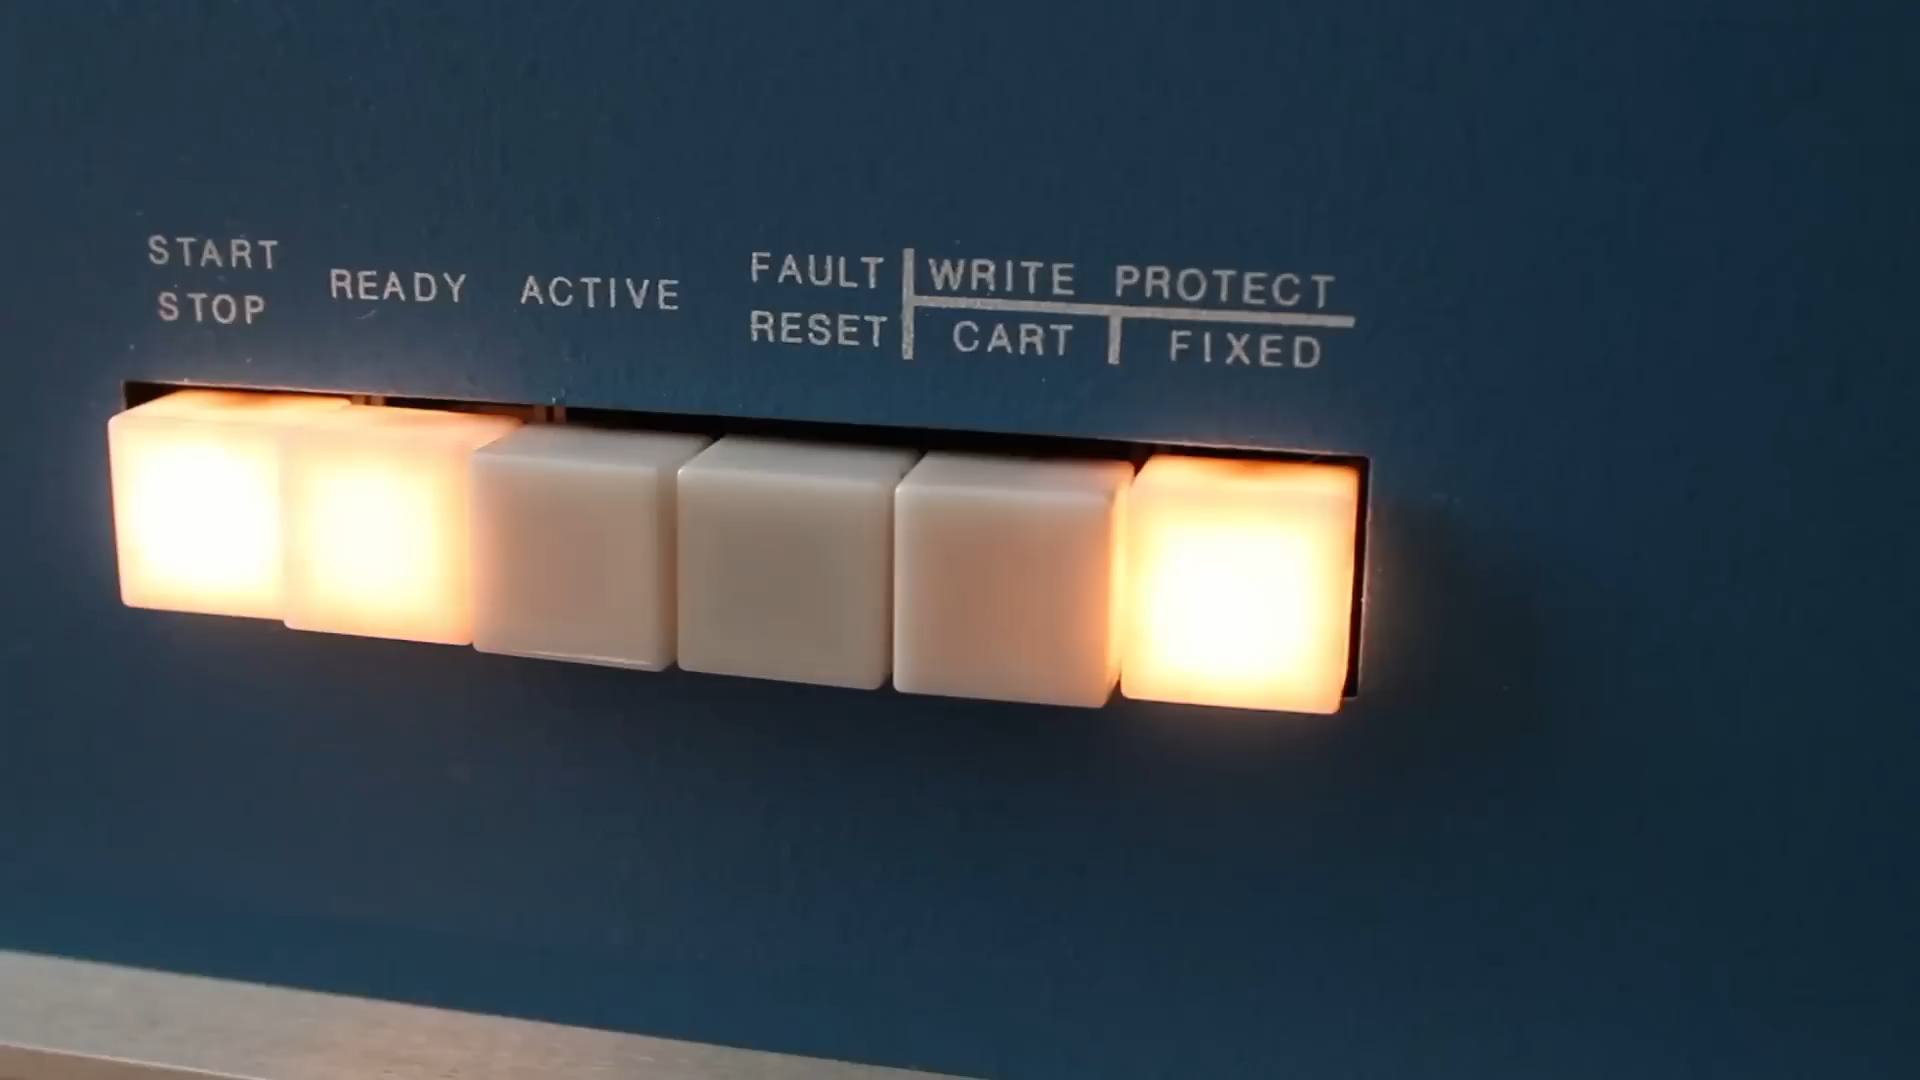 START
STOP
READY
ACTIVE
FAULT
RESET
WRITE PROTECT
CART
FIXED